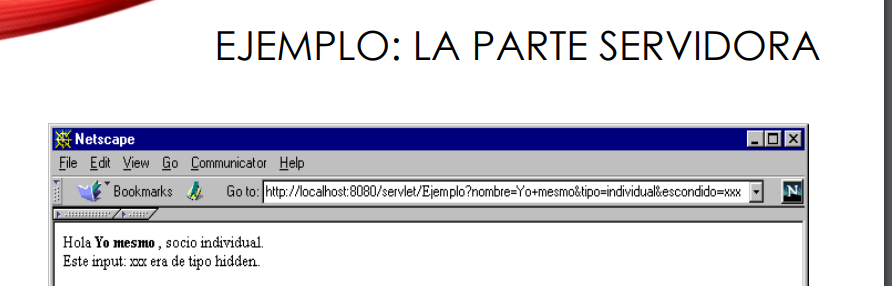 EJEMPLO: LA PARTE SERVIDORA
Netscape
File Edit View Go Communicator Help
Bookmarks Go to: http://localhost:8080/servlet/Ejemplo?nombre=Yo+mesmo&tipo=individual&escondido=xxx N
Hola Yo mesmo , socio individual.
Este input: xxx era de tipo hidden.